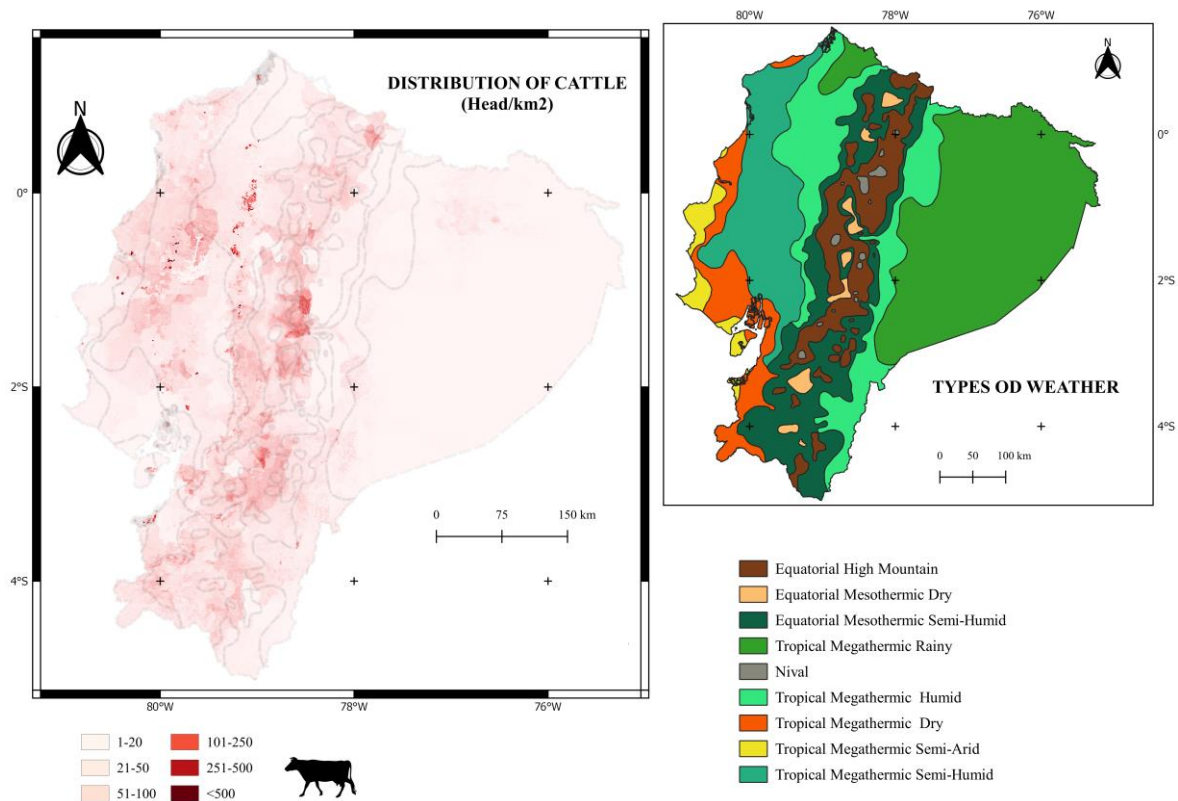 DISTRIBUTION OF CATTLE
(Head/km2)
N
0°
2°S
4°S
0
75
150 km
80°W
78°W
76°W
1-20
101-250
21-50
251-500
51-100
<500
80°W
78°W
76°W
N
0°
2°S
TYPES OD WEATHER
4°S
0
50
100 km
Equatorial High Mountain
Equatorial Mesothermic Dry
Equatorial Mesothermic Semi-Humid
Tropical Megathermic Rainy
Nival
Tropical Megathermic Humid
Tropical Megathermic Dry
Tropical Megathermic Semi-Arid
Tropical Megathermic Semi-Humid